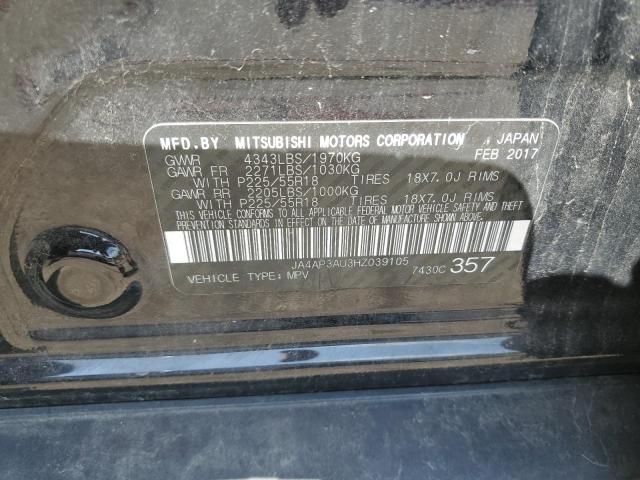 MFD.BY MITSUBISHI MOTORS CORPORATION IN JAPAN
GVWR 4343LBS/1970KG FEB 2017
GAWR FR 2271LBS/1030KG
WITH P225/55R18 TIRES 18X7.0J RIMS
GAWR RR 2205LBS/1000KG
WITH P225/55R18 TIRES 18X7.0J RIMS
THIS VEHICLE CONFORMS TO ALL APPLICABLE FEDERAL MOTOR VEHICLE SAFETY AND THEFT
PREVENTION STANDARDS IN EFFECT ON THE DATE OF MANUFACTURE SHOWN ABOVE.
JA4AP3AU3HZ039105 7430C 357
VEHICLE TYPE: MPV